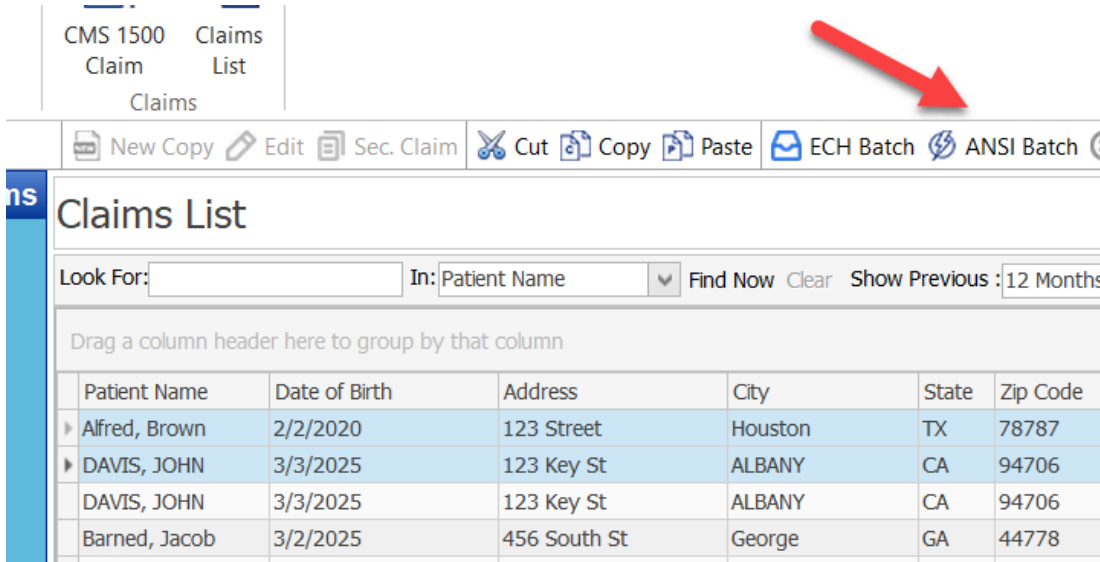 CMS 1500 Claim
Claims List
Claims
New Copy Edit Sec. Claim Cut Copy Paste ECH Batch ANSI Batch
ns
Claims List
Look For: In: Patient Name Find Now Clear Show Previous : 12 Months
Drag a column header here to group by that column
Patient Name Date of Birth Address City State Zip Code
Alfred, Brown 2/2/2020 123 Street Houston TX 78787
DAVIS, JOHN 3/3/2025 123 Key St ALBANY CA 94706
DAVIS, JOHN 3/3/2025 123 Key St ALBANY CA 94706
Barned, Jacob 3/2/2025 456 South St George GA 44778